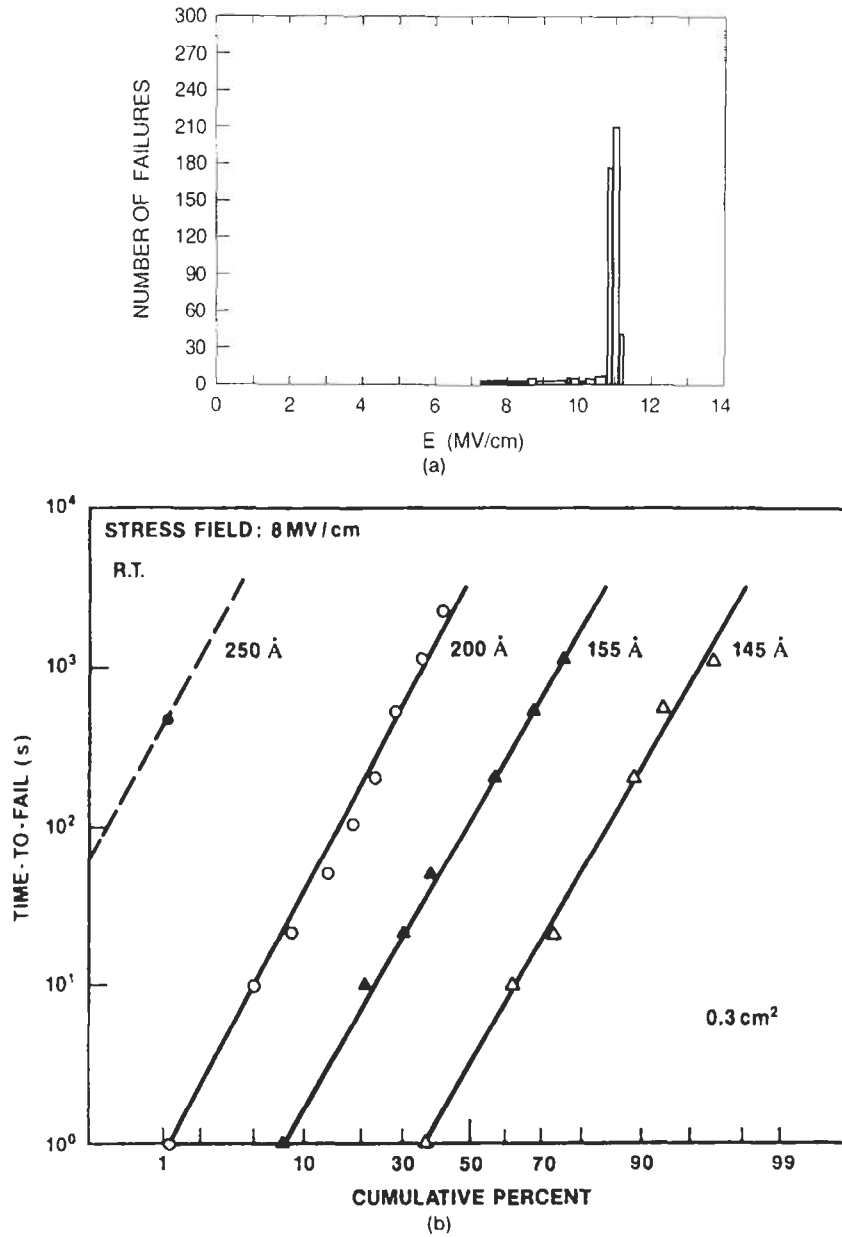 300
270
240
210
180
150
120
90
60
30
0
NUMBER OF FAILURES
0 2 4 6 8 10 12 14
E (MV/cm)
(a)
10⁴
10³
10²
10¹
10⁰
TIME-TO-FAIL (s)
STRESS FIELD: 8 MV/cm
R.T.
250 Å 200 Å 155 Å 145 Å
0.3 cm²
1 10 30 50 70 90 99
CUMULATIVE PERCENT
(b)